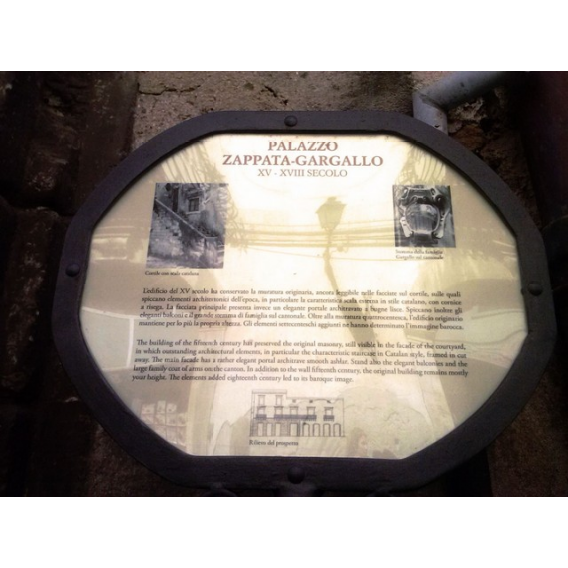 PALAZZO
ZAPPATA-GARGALLO
XV - XVIII SECOLO
Cortile con scala catalana
Stemma della famiglia
Gargallo sul cantonale
L'edificio del XV secolo ha conservato la muratura originaria, ancora leggibile nelle facciate sul cortile, sulle quali
spiccano elementi architettonici dell'epoca, in particolare la caratteristica scala esterna in stile catalano, con cornice
a risega. La facciata principale presenta invece un elegante portale architravato a bugne lisce. Spiccano inoltre gli
eleganti balconi e il grande stemma di famiglia sul cantonale. Oltre alla muratura quattrocentesca, l'edificio originario
mantiene per lo più la propria altezza. Gli elementi settecenteschi aggiunti ne hanno determinato l'immagine barocca.
The building of the fifteenth century has preserved the original masonry, still visible in the facade of the courtyard,
in which outstanding architectural elements, in particular the characteristic staircase in Catalan style, framed in cut
away. The main facade has a rather elegant portal architrave smooth ashlar. Stand also the elegant balconies and the
large family coat of arms on the canton. In addition to the wall fifteenth century, the original building remains mostly
your height. The elements added eighteenth century led to its baroque image.
Rilievo del prospetto